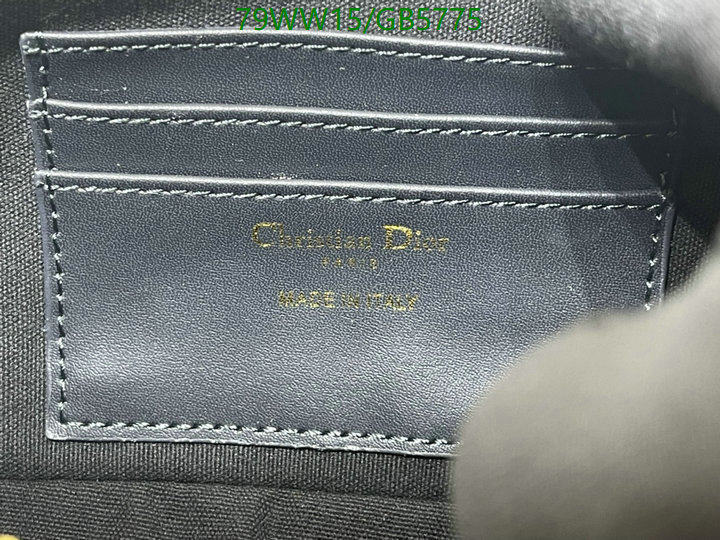 79WW15/GB5775
Christian Dior
PARIS
MADE IN ITALY